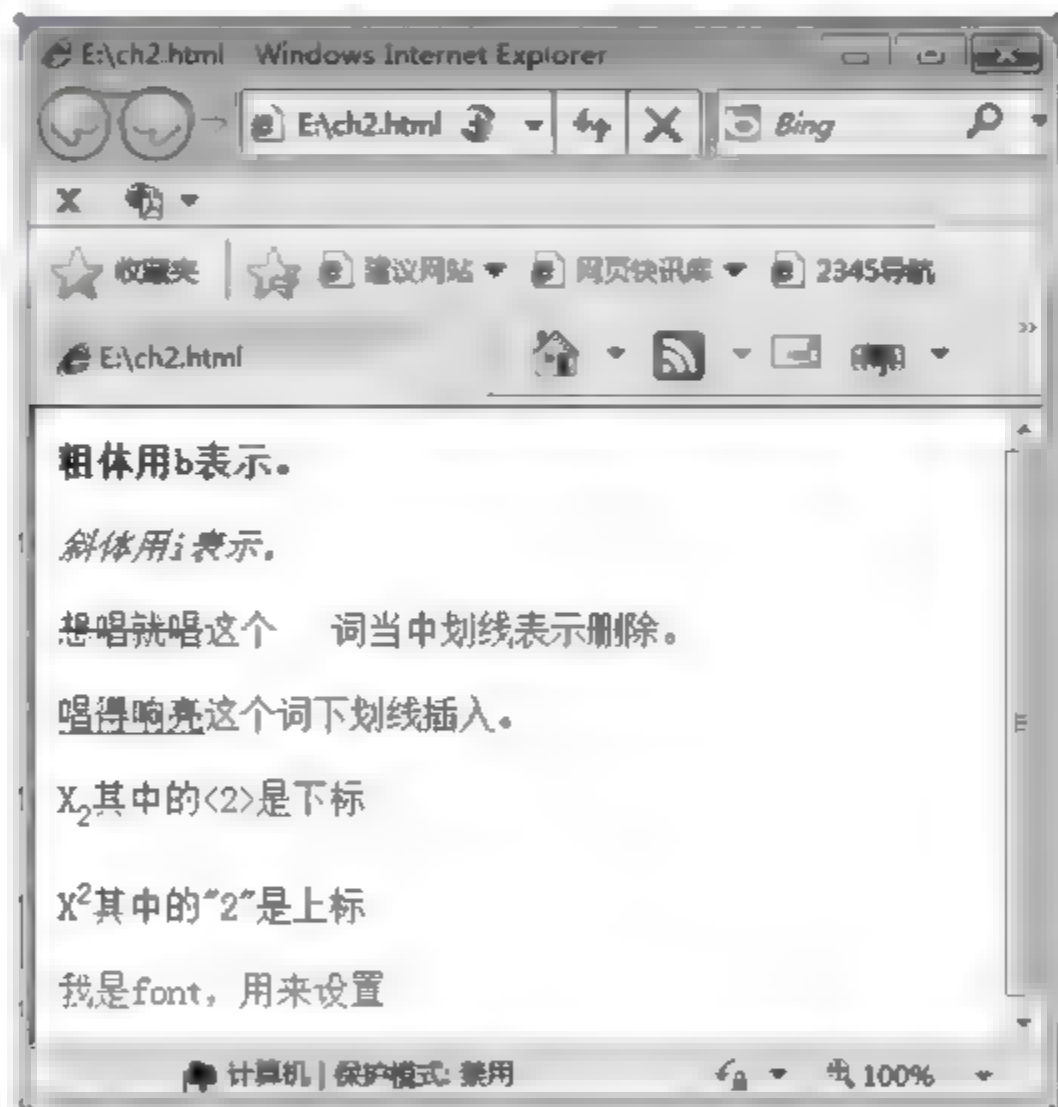 E:\ch2.html Windows Internet Explorer
E:\ch2.html Bing
X
收藏夹 建议网站 网页快讯库 2345导航
E:\ch2.html
粗体用b表示。
斜体用i表示。
想唱就唱这个 词当中划线表示删除。
唱得响亮这个词下划线插入。
X₂其中的<2>是下标
X²其中的"2"是上标
我是font，用来设置
计算机 | 保护模式: 禁用 100%